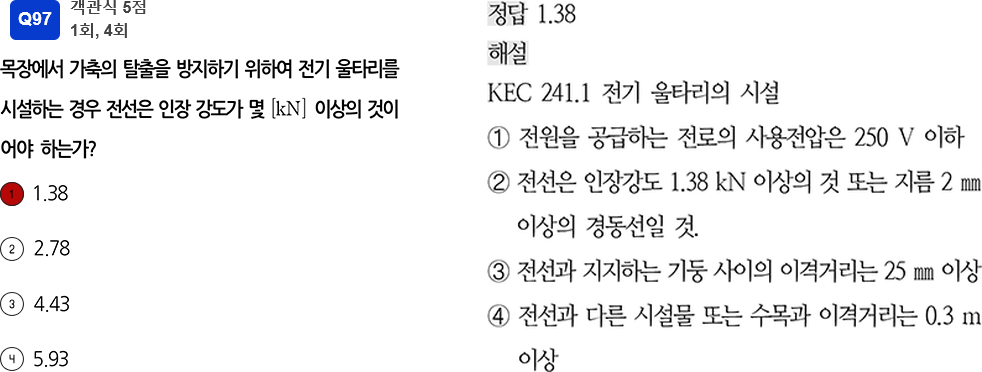 Q97
객관식 5점
1회, 4회
목장에서 가축의 탈출을 방지하기 위하여 전기 울타리를
시설하는 경우 전선은 인장 강도가 몇 [kN] 이상의 것이
어야 하는가?
1 1.38
2 2.78
3 4.43
4 5.93
정답 1.38
해설
KEC 241.1 전기 울타리의 시설
① 전원을 공급하는 전로의 사용전압은 250 V 이하
② 전선은 인장강도 1.38 kN 이상의 것 또는 지름 2 ㎜
이상의 경동선일 것.
③ 전선과 지지하는 기둥 사이의 이격거리는 25 ㎜ 이상
④ 전선과 다른 시설물 또는 수목과 이격거리는 0.3 m
이상